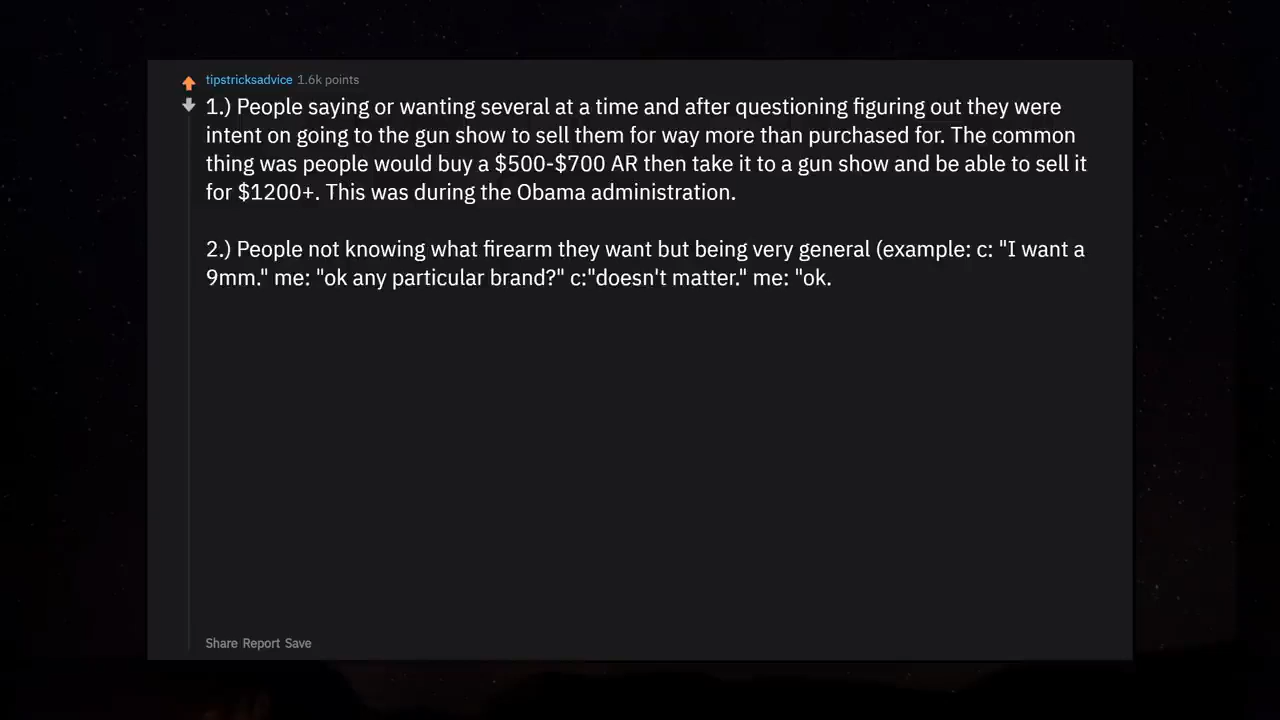 tipstricksadvice 1.6k points
1.) People saying or wanting several at a time and after questioning figuring out they were
intent on going to the gun show to sell them for way more than purchased for. The common
thing was people would buy a $500-$700 AR then take it to a gun show and be able to sell it
for $1200+. This was during the Obama administration.
2.) People not knowing what firearm they want but being very general (example: c: "I want a
9mm." me: "ok any particular brand?" c:"doesn't matter." me: "ok.
Share Report Save